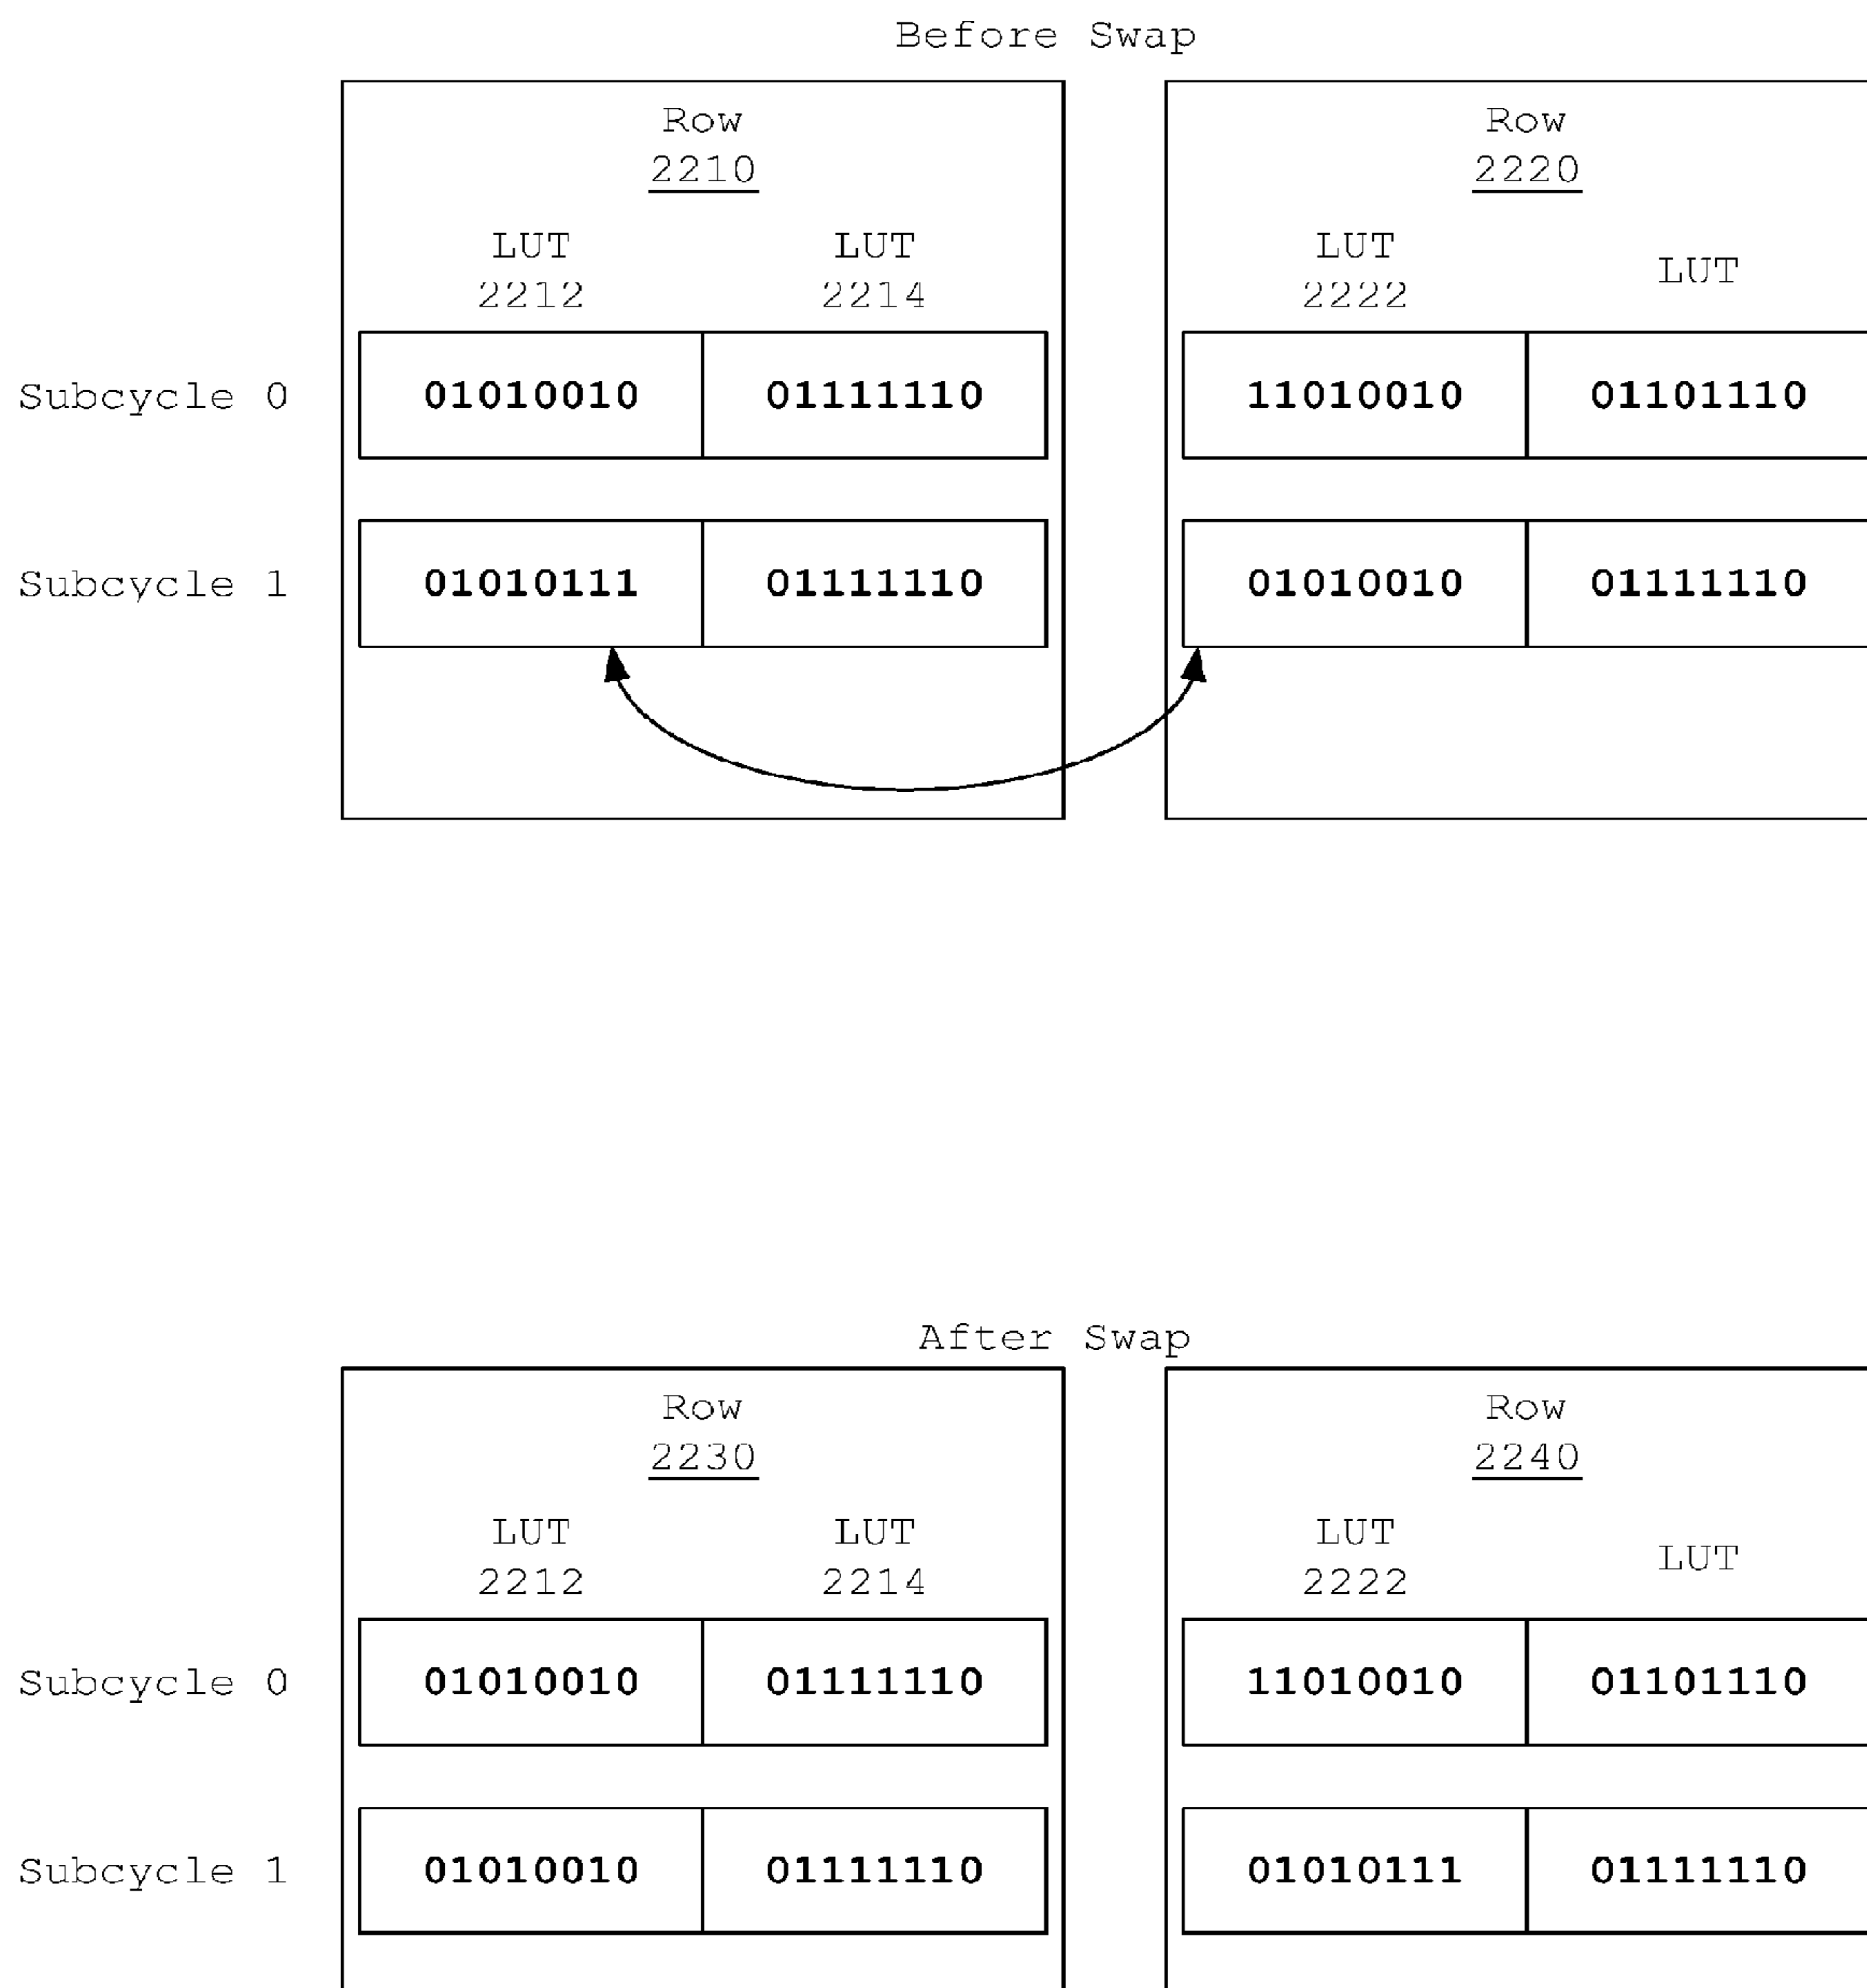 Before Swap
Row Row
2210 2220
LUT LUT LUT LUT
2212 2214 2222
Subcycle 0 01010010 01111110 11010010 01101110
Subcycle 1 01010111 01111110 01010010 01111110
After Swap
Row Row
2230 2240
LUT LUT LUT LUT
2212 2214 2222
Subcycle 0 01010010 01111110 11010010 01101110
Subcycle 1 01010010 01111110 01010111 01111110